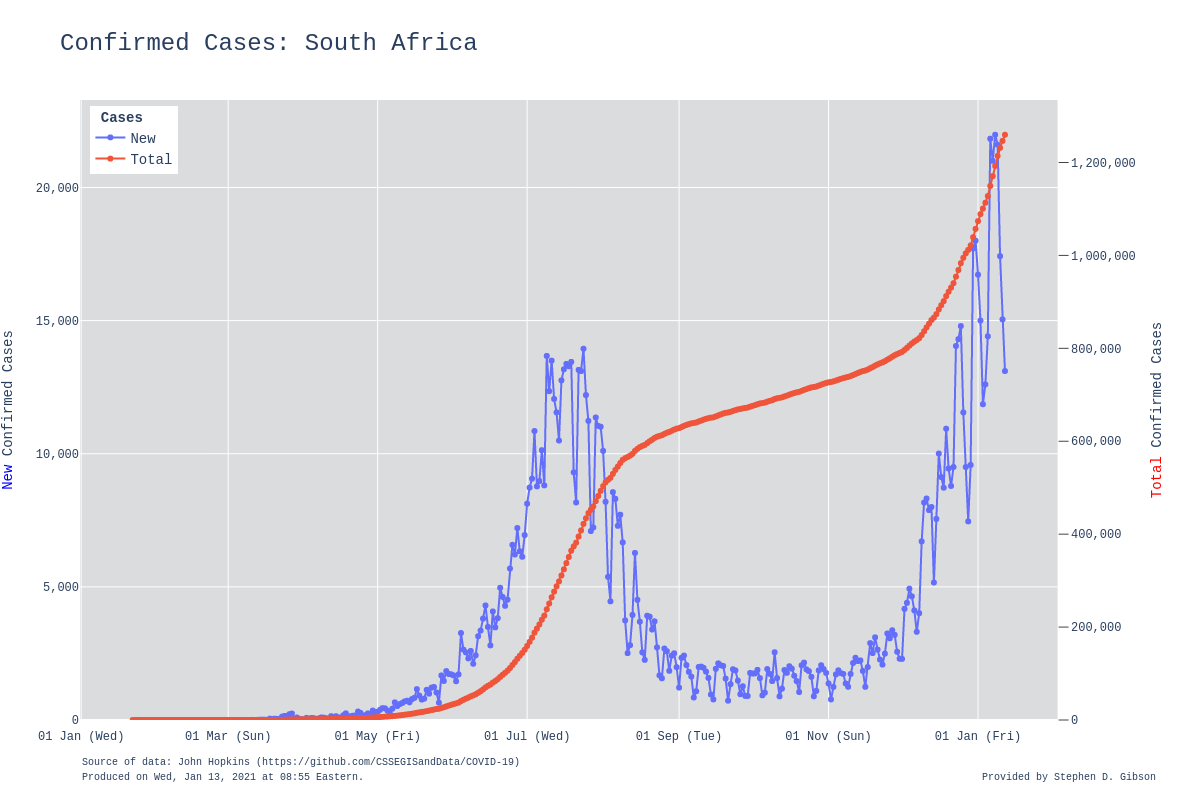 Confirmed Cases: South Africa
Cases
New
Total
20,000
15,000
10,000
5,000
0
1,200,000
1,000,000
800,000
600,000
400,000
200,000
0
New Confirmed Cases
Total Confirmed Cases
01 Jan (Wed)
01 Mar (Sun)
01 May (Fri)
01 Jul (Wed)
01 Sep (Tue)
01 Nov (Sun)
01 Jan (Fri)
Source of data: John Hopkins (https://github.com/CSSEGISandData/COVID-19)
Produced on Wed, Jan 13, 2021 at 08:55 Eastern.
Provided by Stephen D. Gibson